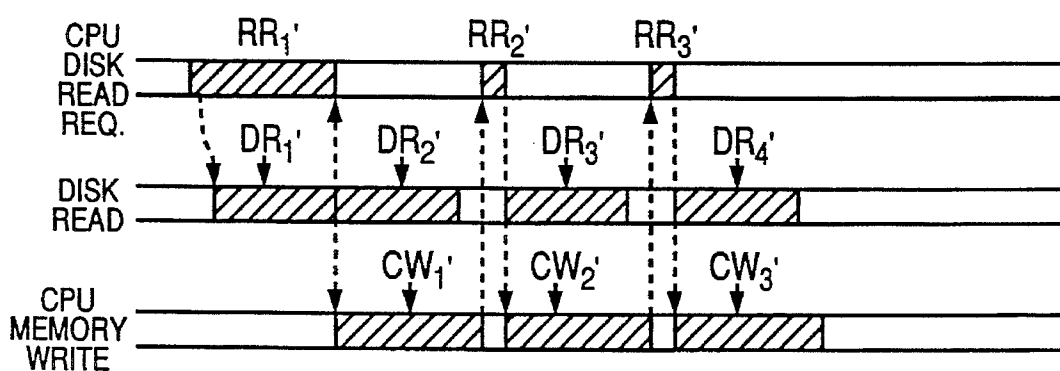 CPU
DISK
READ
REQ.
RR₁' RR₂' RR₃'
DR₁' DR₂' DR₃' DR₄'
DISK
READ
CW₁' CW₂' CW₃'
CPU
MEMORY
WRITE